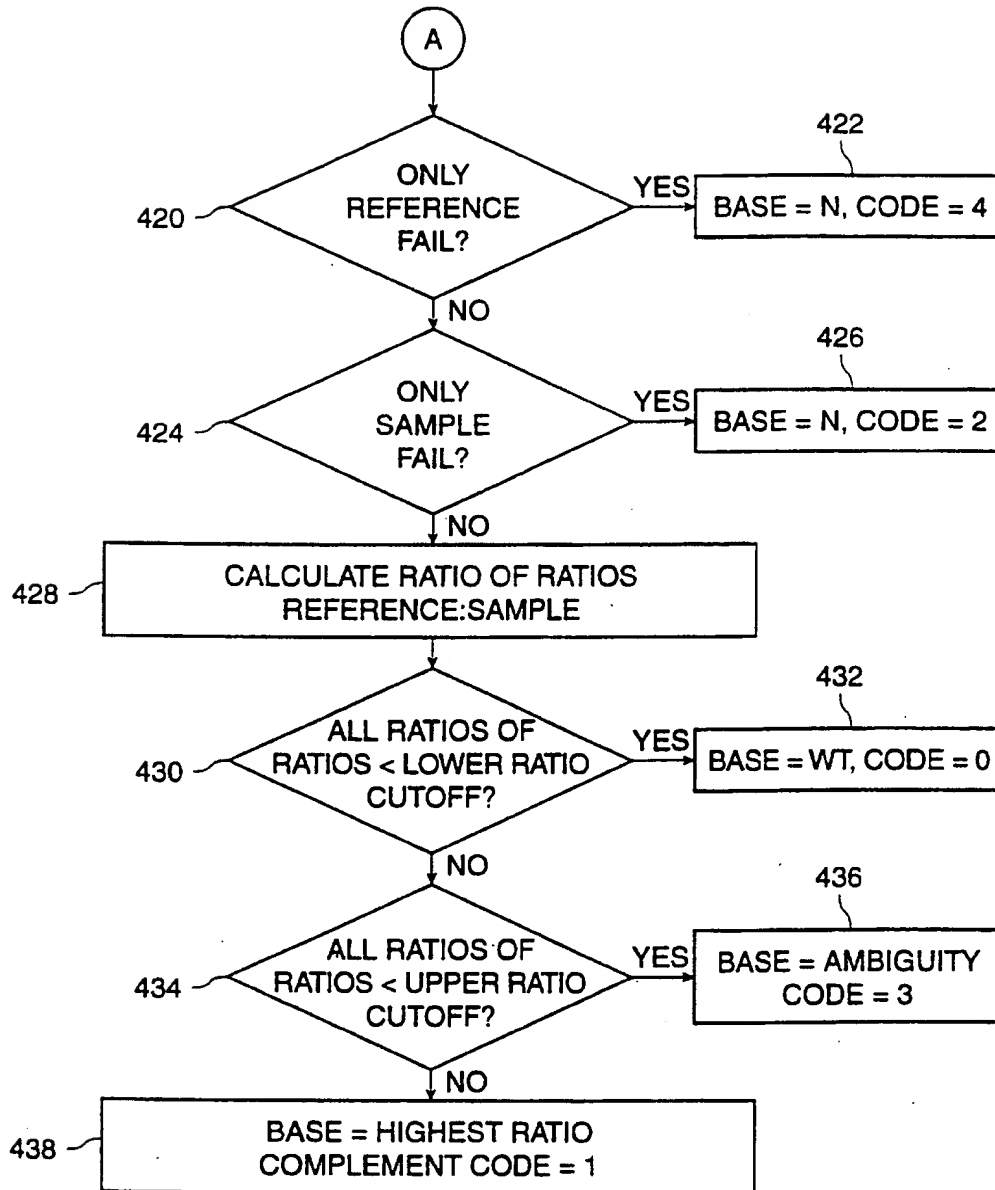 A
ONLY
REFERENCE
FAIL?
420
YES
422
BASE = N, CODE = 4
NO
ONLY
SAMPLE
FAIL?
424
YES
426
BASE = N, CODE = 2
NO
428
CALCULATE RATIO OF RATIOS
REFERENCE:SAMPLE
ALL RATIOS OF
RATIOS < LOWER RATIO
CUTOFF?
430
YES
432
BASE = WT, CODE = 0
NO
ALL RATIOS OF
RATIOS < UPPER RATIO
CUTOFF?
434
YES
436
BASE = AMBIGUITY
CODE = 3
NO
438
BASE = HIGHEST RATIO
COMPLEMENT CODE = 1